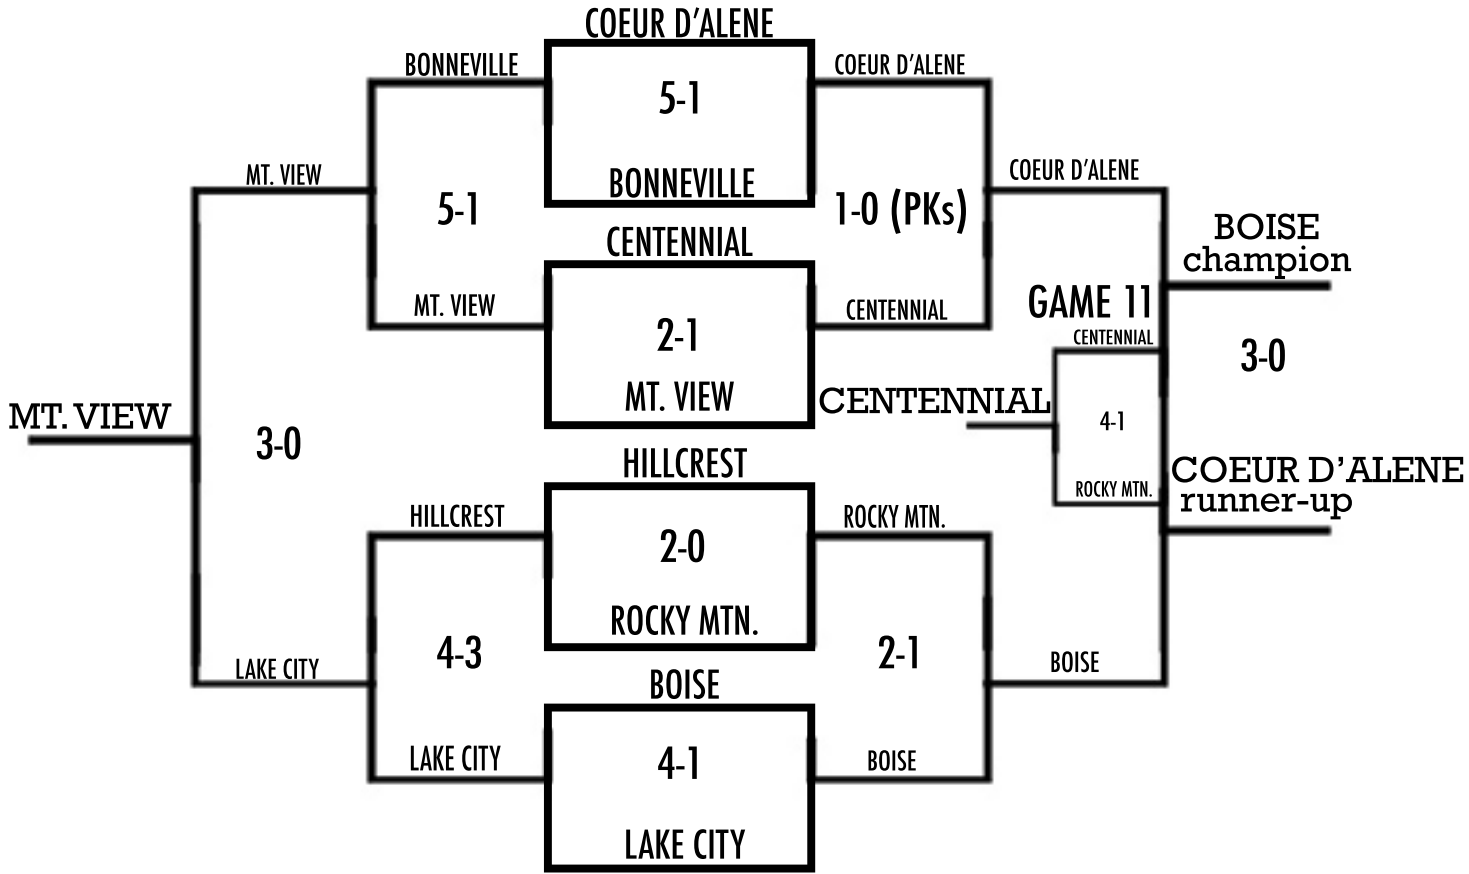 COEUR D'ALENE
BONNEVILLE
COEUR D'ALENE
5-1
MT. VIEW
COEUR D'ALENE
BONNEVILLE
5-1
1-0 (PKs)
BOISE
champion
CENTENNIAL
MT. VIEW
CENTENNIAL
GAME 11
CENTENNIAL
2-1
3-0
MT. VIEW
CENTENNIAL
MT. VIEW
4-1
3-0
HILLCREST
COEUR D'ALENE
runner-up
ROCKY MTN.
HILLCREST
ROCKY MTN.
2-0
ROCKY MTN.
4-3
2-1
LAKE CITY
BOISE
BOISE
LAKE CITY
4-1
BOISE
LAKE CITY